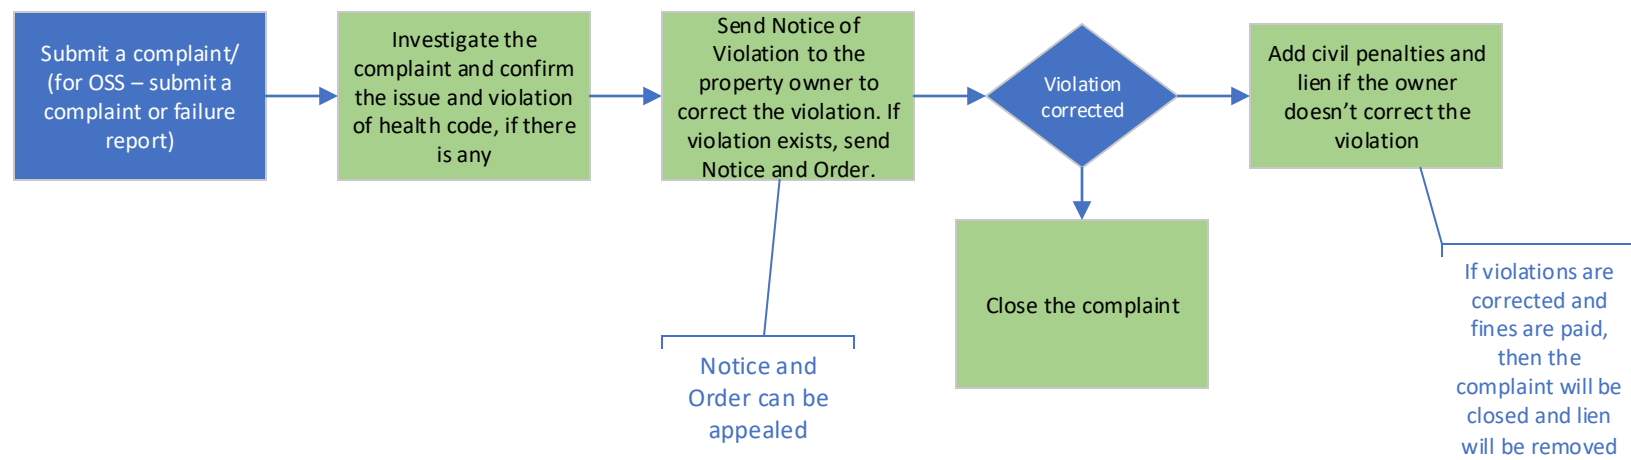 Submit a complaint/
(for OSS – submit a
complaint or failure
report)
Investigate the
complaint and confirm
the issue and violation
of health code, if there
is any
Send Notice of
Violation to the
property owner to
correct the violation. If
violation exists, send
Notice and Order.
Violation
corrected
Add civil penalties and
lien if the owner
doesn’t correct the
violation
Close the complaint
Notice and
Order can be
appealed
If violations are
corrected and
fines are paid,
then the
complaint will be
closed and lien
will be removed